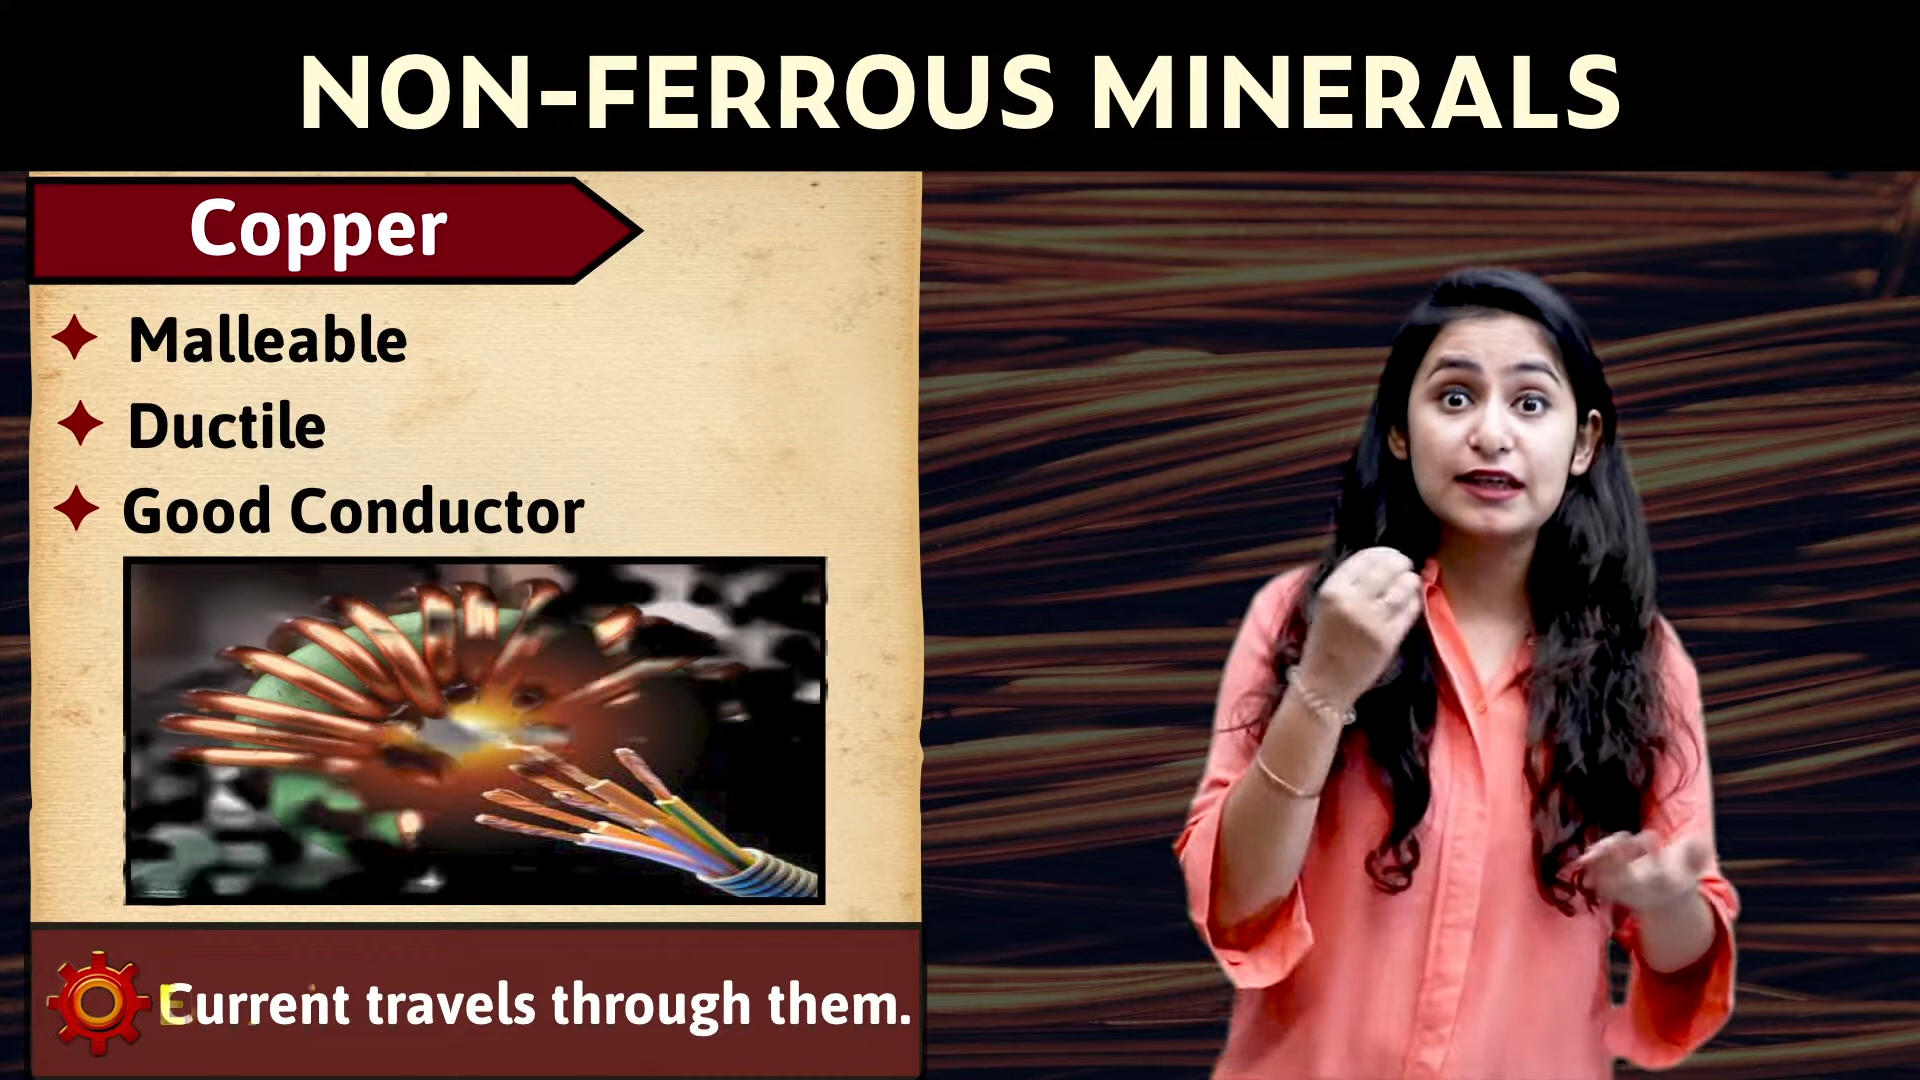 NON-FERROUS MINERALS
Copper
Malleable
Ductile
Good Conductor
Current travels through them.